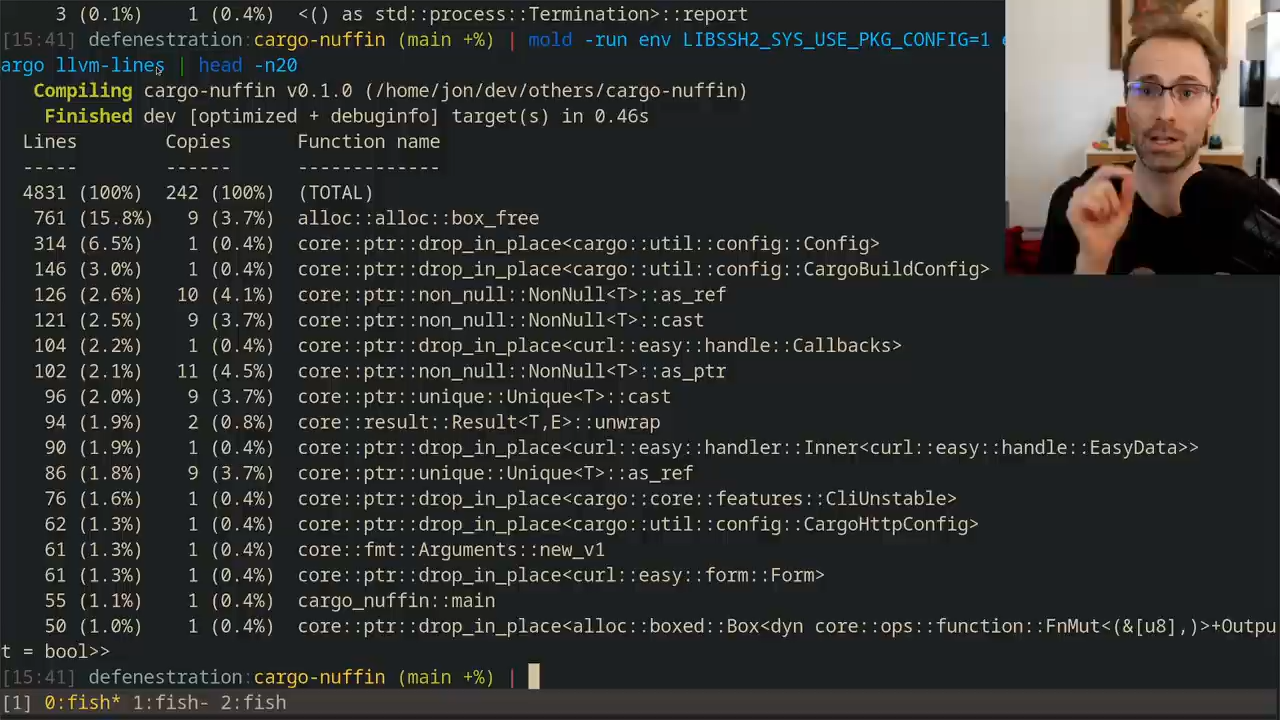 3 (0.1%) 1 (0.4%) <() as std::process::Termination>::report
[15:41] defenestration:cargo-nuffin (main +%) | mold -run env LIBSSH2_SYS_USE_PKG_CONFIG=1 c
argo llvm-lines | head -n20
Compiling cargo-nuffin v0.1.0 (/home/jon/dev/others/cargo-nuffin)
Finished dev [optimized + debuginfo] target(s) in 0.46s
Lines Copies Function name
----- ------ -------------
4831 (100%) 242 (100%) (TOTAL)
761 (15.8%) 9 (3.7%) alloc::alloc::box_free
314 (6.5%) 1 (0.4%) core::ptr::drop_in_place<cargo::util::config::Config>
146 (3.0%) 1 (0.4%) core::ptr::drop_in_place<cargo::util::config::CargoBuildConfig>
126 (2.6%) 10 (4.1%) core::ptr::non_null::NonNull<T>::as_ref
121 (2.5%) 9 (3.7%) core::ptr::non_null::NonNull<T>::cast
104 (2.2%) 1 (0.4%) core::ptr::drop_in_place<curl::easy::handle::Callbacks>
102 (2.1%) 11 (4.5%) core::ptr::non_null::NonNull<T>::as_ptr
96 (2.0%) 9 (3.7%) core::ptr::unique::Unique<T>::cast
94 (1.9%) 2 (0.8%) core::result::Result<T,E>::unwrap
90 (1.9%) 1 (0.4%) core::ptr::drop_in_place<curl::easy::handler::Inner<curl::easy::handle::EasyData>>
86 (1.8%) 9 (3.7%) core::ptr::unique::Unique<T>::as_ref
76 (1.6%) 1 (0.4%) core::ptr::drop_in_place<cargo::core::features::CliUnstable>
62 (1.3%) 1 (0.4%) core::ptr::drop_in_place<cargo::util::config::CargoHttpConfig>
61 (1.3%) 1 (0.4%) core::fmt::Arguments::new_v1
61 (1.3%) 1 (0.4%) core::ptr::drop_in_place<curl::easy::form::Form>
55 (1.1%) 1 (0.4%) cargo_nuffin::main
50 (1.0%) 1 (0.4%) core::ptr::drop_in_place<alloc::boxed::Box<dyn core::ops::function::FnMut<(&[u8],)>+Outpu
t = bool>>
[15:41] defenestration:cargo-nuffin (main +%) |
[1] 0:fish* 1:fish- 2:fish